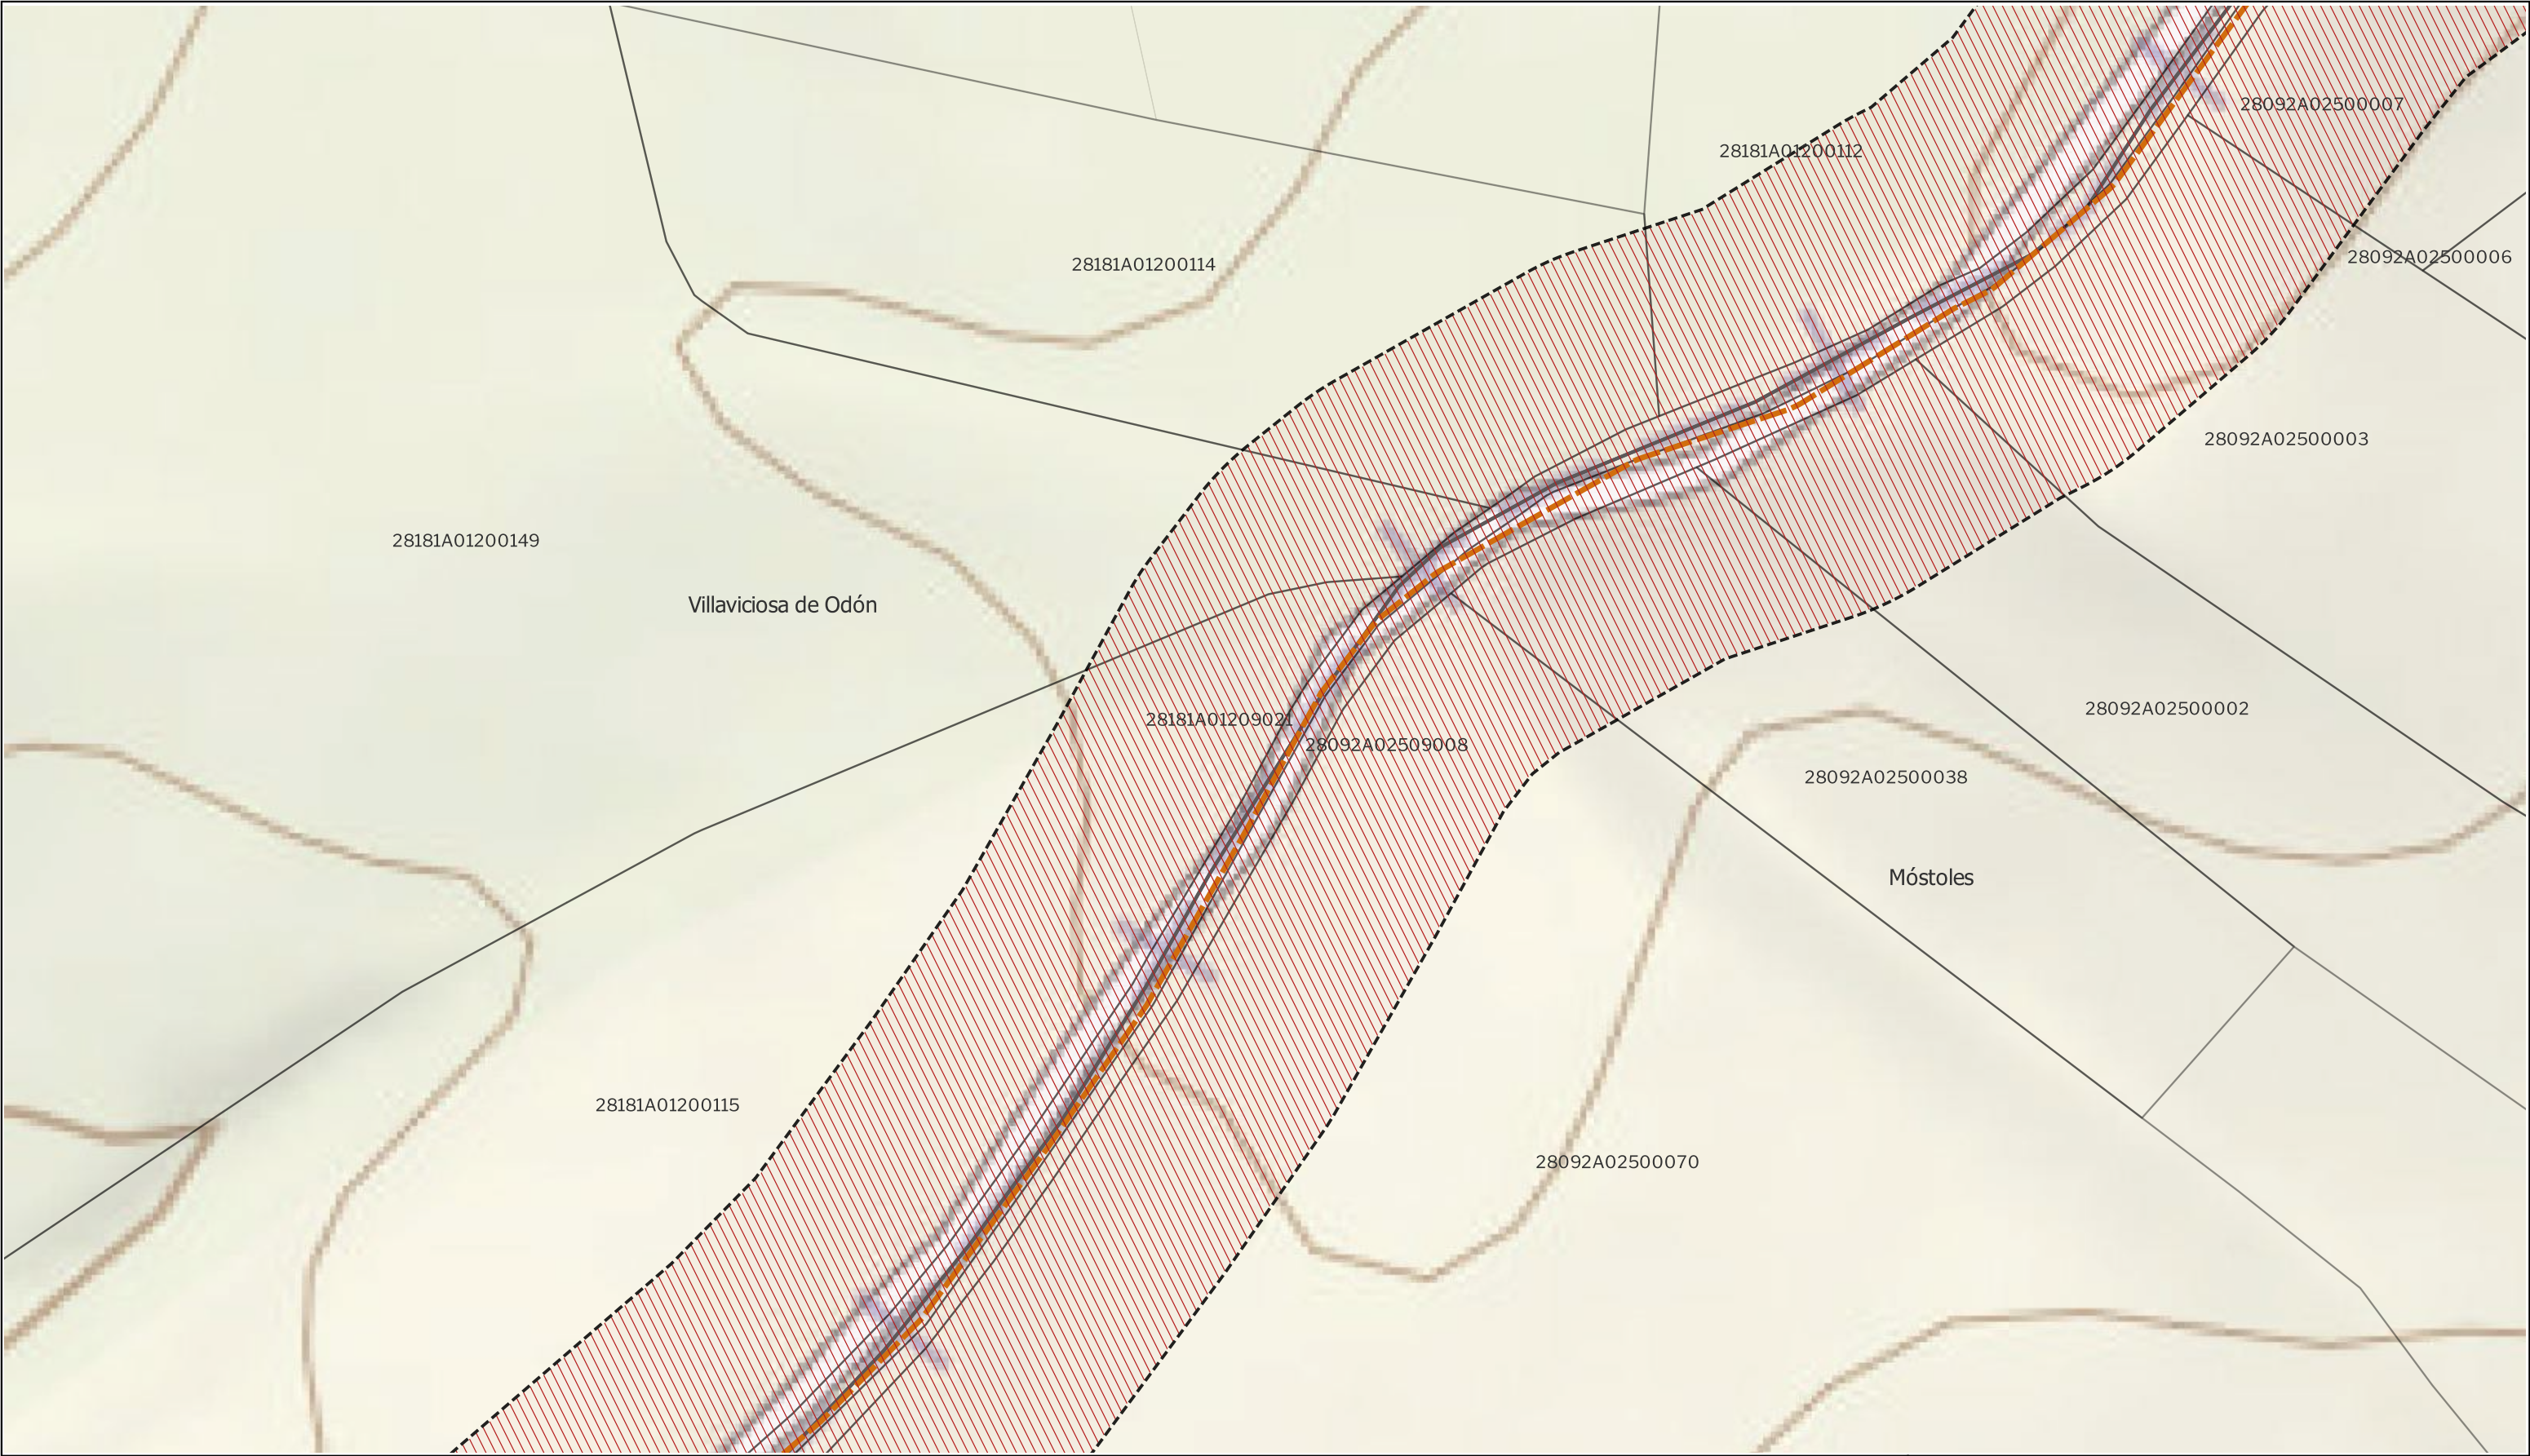 28092A02500007
28181A01200112
28092A02500006
28181A01200114
28092A02500003
28181A01200149
Villaviciosa de Odón
28092A02500002
28181A01209021
28092A02509008
28092A02500038
Móstoles
28181A01200115
28092A02500070